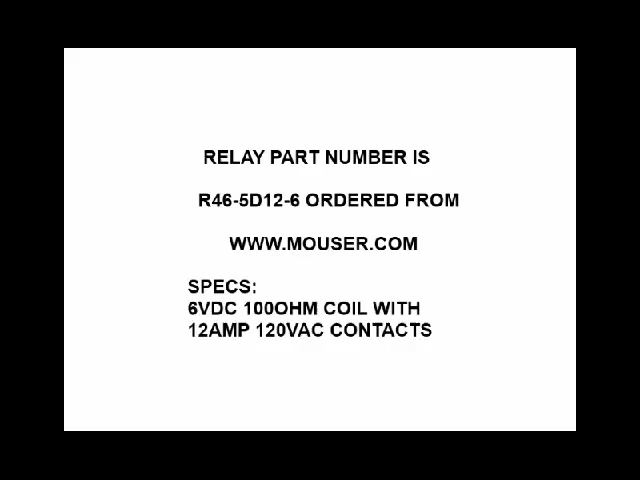 RELAY PART NUMBER IS
R46-5D12-6 ORDERED FROM
WWW.MOUSER.COM
SPECS:
6VDC 100OHM COIL WITH
12AMP 120VAC CONTACTS